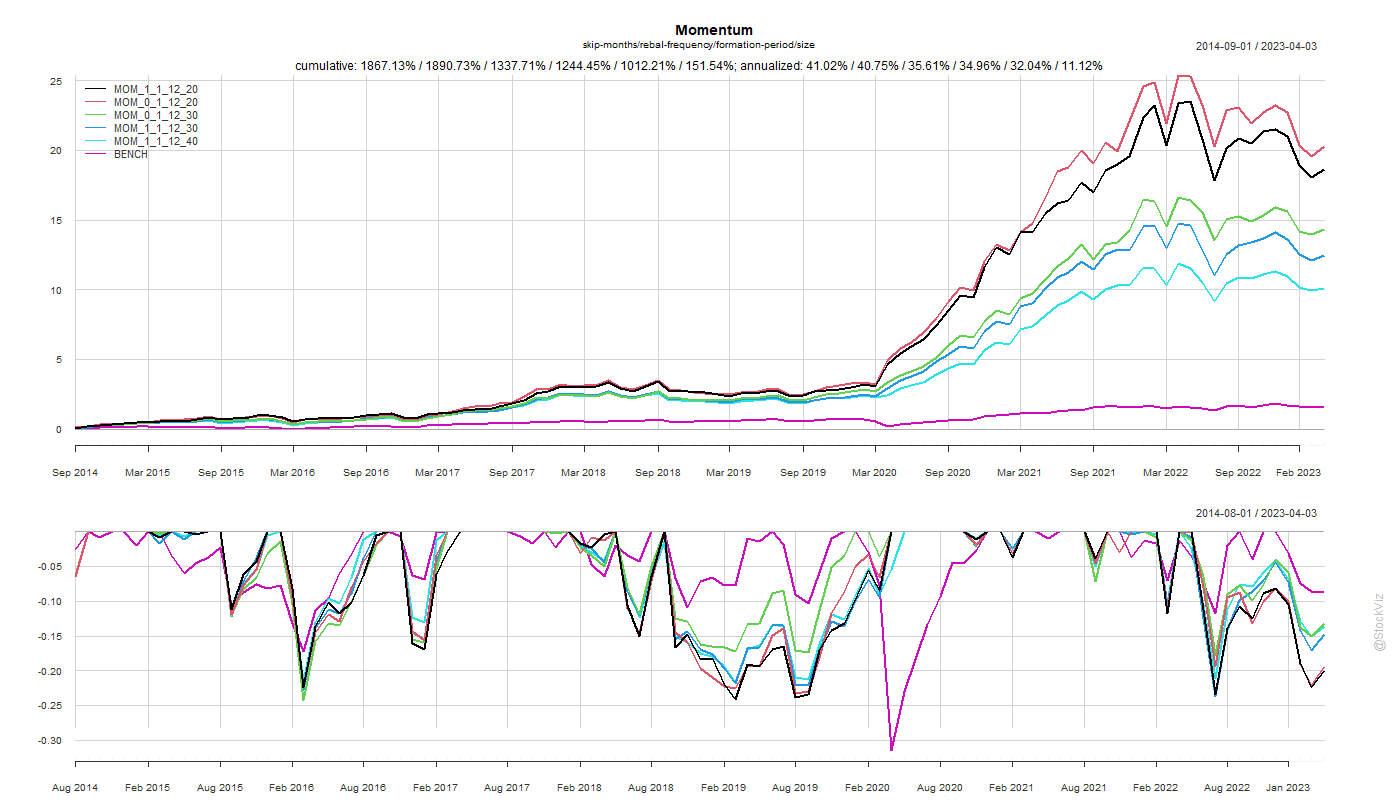 Momentum
skip-months/rebal-frequency/formation-period/size
2014-09-01 / 2023-04-03
cumulative: 1867.13% / 1890.73% / 1337.71% / 1244.45% / 1012.21% / 151.54%; annualized: 41.02% / 40.75% / 35.61% / 34.96% / 32.04% / 11.12%
25
MOM_1_1_12_20
MOM_0_1_12_20
MOM_0_1_12_30
MOM_1_1_12_30
MOM_1_1_12_40
BENCH
20
15
10
5
0
Sep 2014 Mar 2015 Sep 2015 Mar 2016 Sep 2016 Mar 2017 Sep 2017 Mar 2018 Sep 2018 Mar 2019 Sep 2019 Mar 2020 Sep 2020 Mar 2021 Sep 2021 Mar 2022 Sep 2022 Feb 2023
2014-08-01 / 2023-04-03
-0.05
-0.10
-0.15
-0.20
-0.25
-0.30
Aug 2014 Feb 2015 Aug 2015 Feb 2016 Aug 2016 Feb 2017 Aug 2017 Feb 2018 Aug 2018 Feb 2019 Aug 2019 Feb 2020 Aug 2020 Feb 2021 Aug 2021 Feb 2022 Aug 2022 Jan 2023
@StockViz